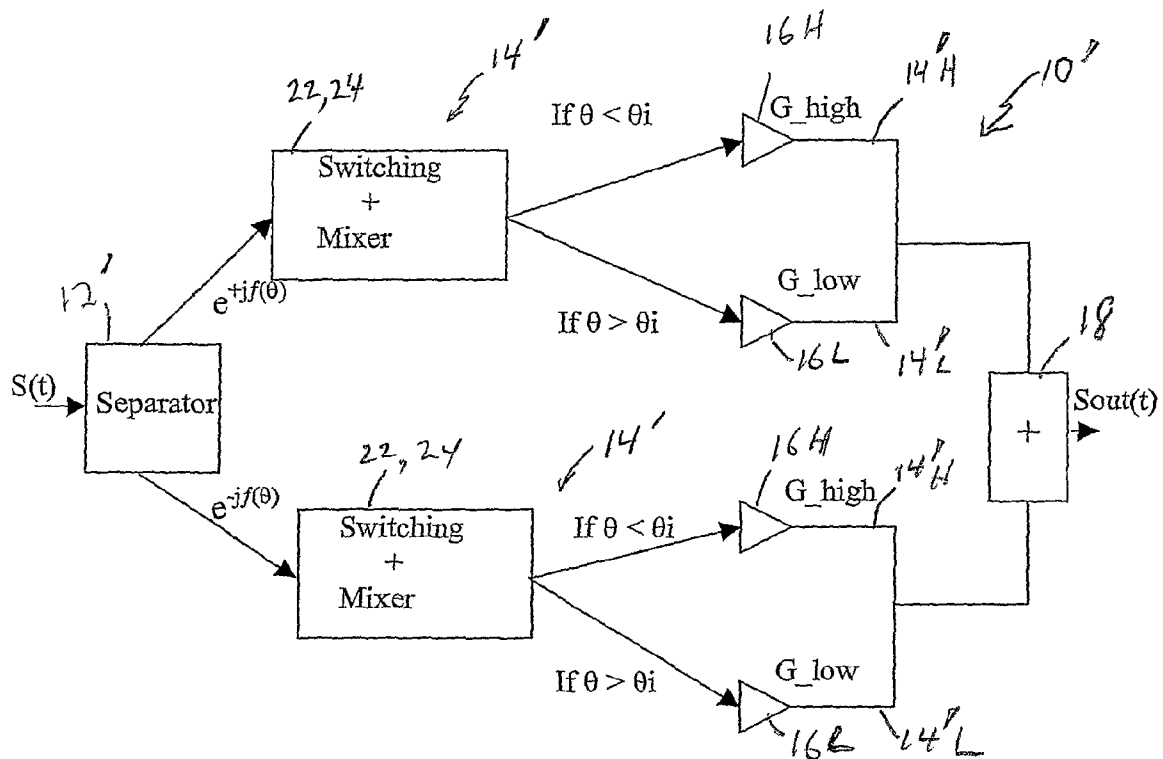 16H
14'
14'H
10'
22,24
If θ < θi
G_high
Switching
+
Mixer
G_low
12'
e+jf(θ)
If θ > θi
16L
14'L
18
S(t)
Separator
Sout(t)
+
14'
16H
22, 24
14'H
e-jf(θ)
G_high
Switching
+
Mixer
If θ < θi
G_low
If θ > θi
16L
14'L